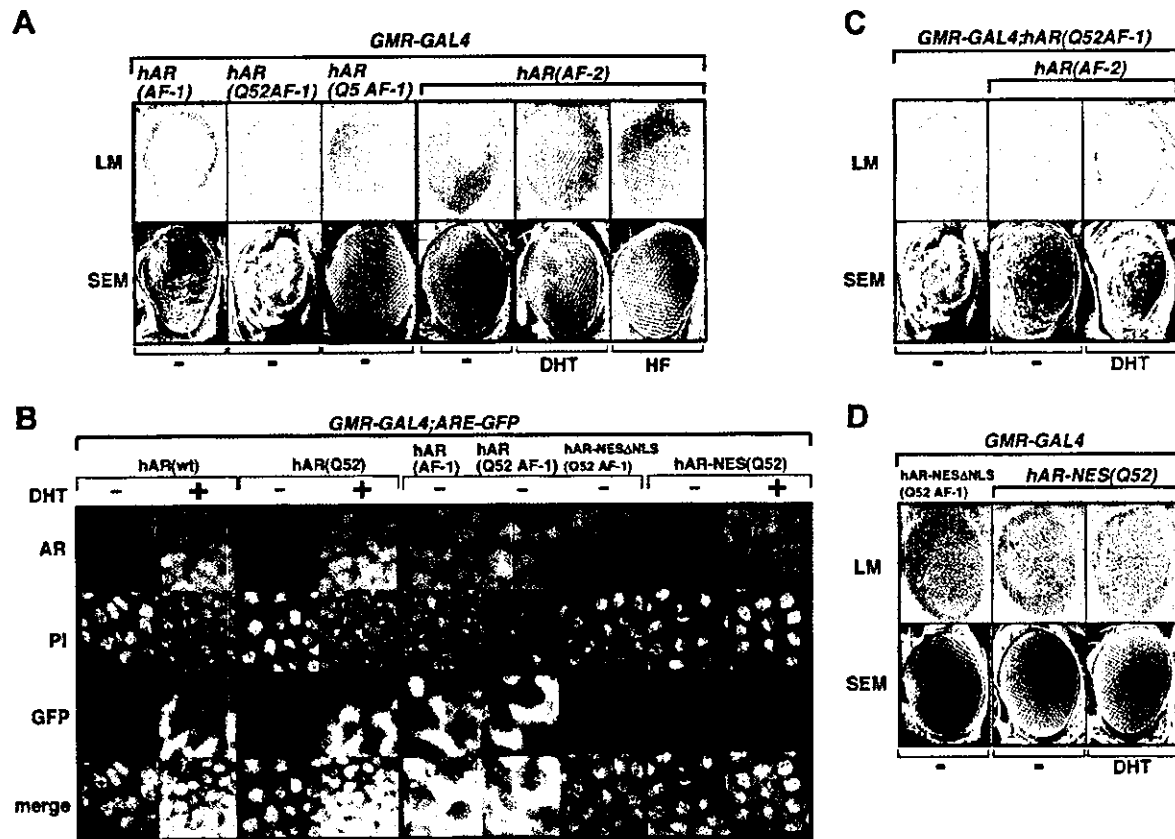 A
GMR-GAL4
hAR (AF-1)
hAR (Q52AF-1)
hAR (Q5 AF-1)
hAR(AF-2)
LM
SEM
- - - - DHT HF
C
GMR-GAL4;hAR(Q52AF-1)
hAR(AF-2)
LM
SEM
- - DHT
B
GMR-GAL4;ARE-GFP
hAR(wt)
hAR(Q52)
hAR (AF-1)
hAR (Q52 AF-1)
hAR-NESΔNLS (Q52 AF-1)
hAR-NES(Q52)
DHT - + - + - - - +
AR
PI
GFP
merge
D
GMR-GAL4
hAR-NESΔNLS (Q52 AF-1)
hAR-NES(Q52)
LM
SEM
- - DHT